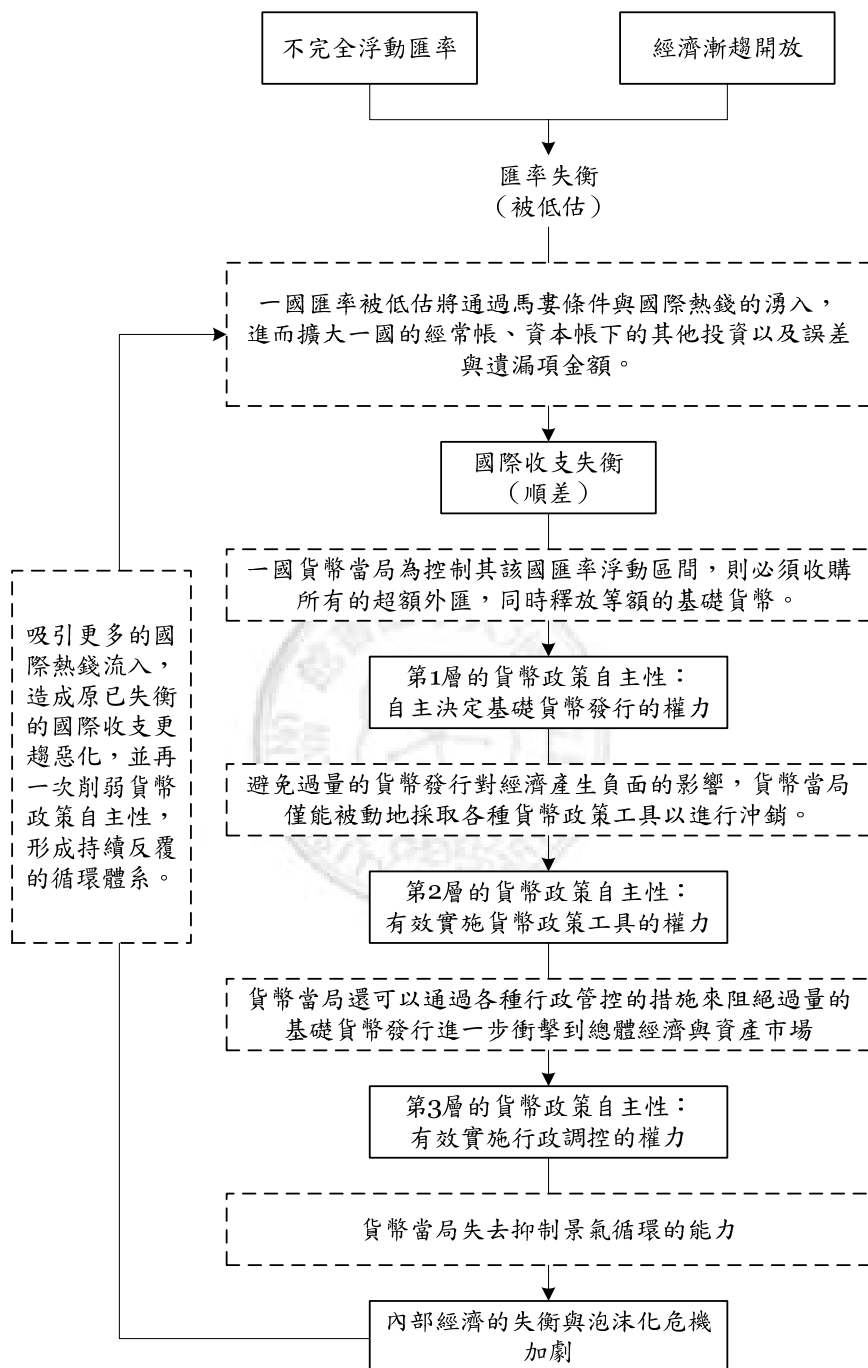 不完全浮動匯率
經濟漸趨開放
匯率失衡
（被低估）
一國匯率被低估將通過馬婁條件與國際熱錢的湧入，
進而擴大一國的經常帳、資本帳下的其他投資以及誤差
與遺漏項金額。
國際收支失衡
（順差）
一國貨幣當局為控制其該國匯率浮動區間，則必須收購
所有的超額外匯，同時釋放等額的基礎貨幣。
第1層的貨幣政策自主性：
自主決定基礎貨幣發行的權力
避免過量的貨幣發行對經濟產生負面的影響，貨幣當局
僅能被動地採取各種貨幣政策工具以進行沖銷。
第2層的貨幣政策自主性：
有效實施貨幣政策工具的權力
貨幣當局還可以通過各種行政管控的措施來阻絕過量的
基礎貨幣發行進一步衝擊到總體經濟與資產市場
第3層的貨幣政策自主性：
有效實施行政調控的權力
貨幣當局失去抑制景氣循環的能力
內部經濟的失衡與泡沫化危機
加劇
吸引更多的國
際熱錢流入，
造成原已失衡
的國際收支更
趨惡化，並再
一次削弱貨幣
政策自主性，
形成持續反覆
的循環體系。